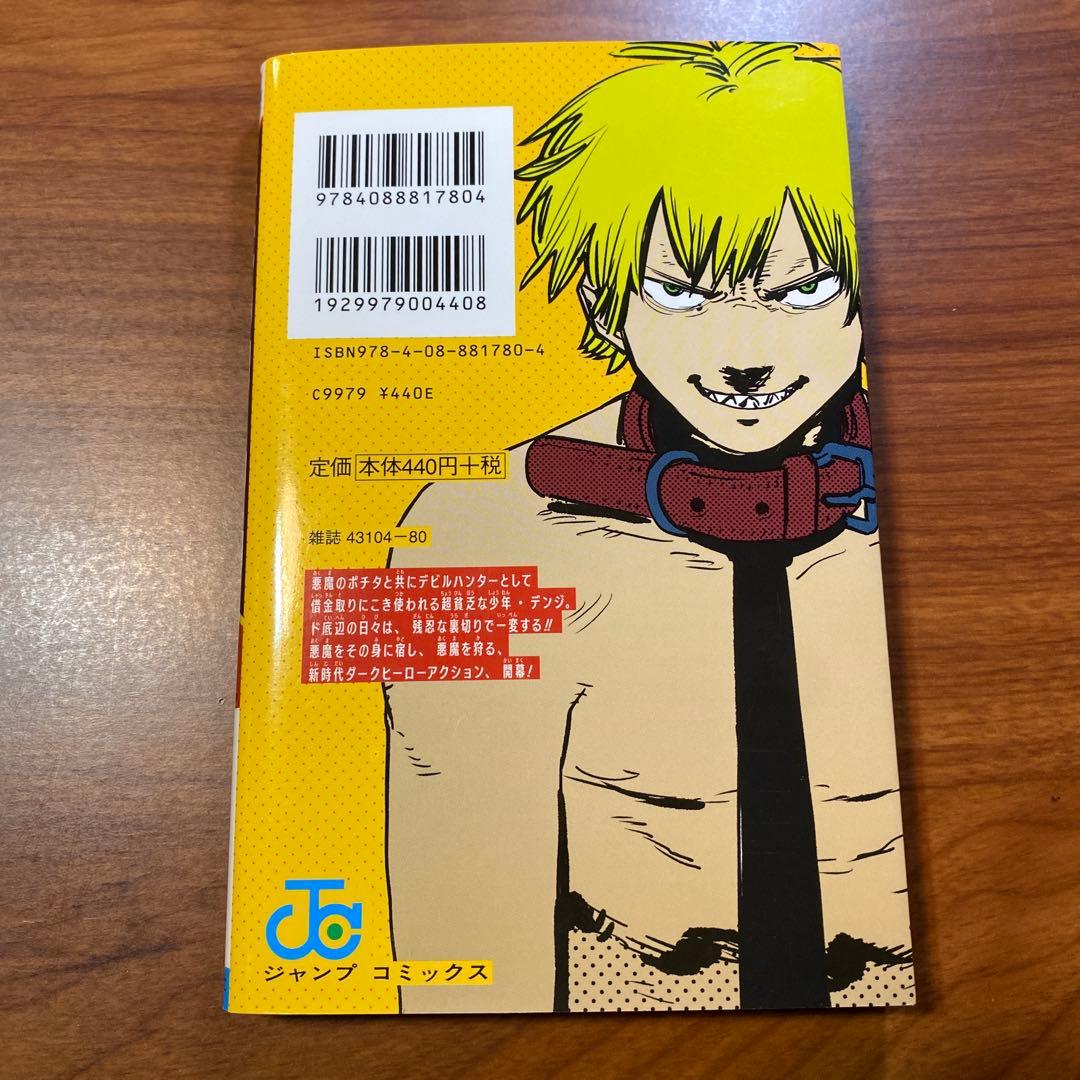 9784088817804
1929979004408
ISBN978-4-08-881780-4
C9979 ¥440E
定価 本体440円+税
雑誌 43104-80
悪魔のポチタと共にデビルハンターとして
借金取りにこき使われる超貧乏な少年・デンジ。
ド底辺の日々は、残忍な裏切りで一変する!!
悪魔をその身に宿し、悪魔を狩る、
新時代ダークヒーローアクション、開幕!
JC
ジャンプ コミックス